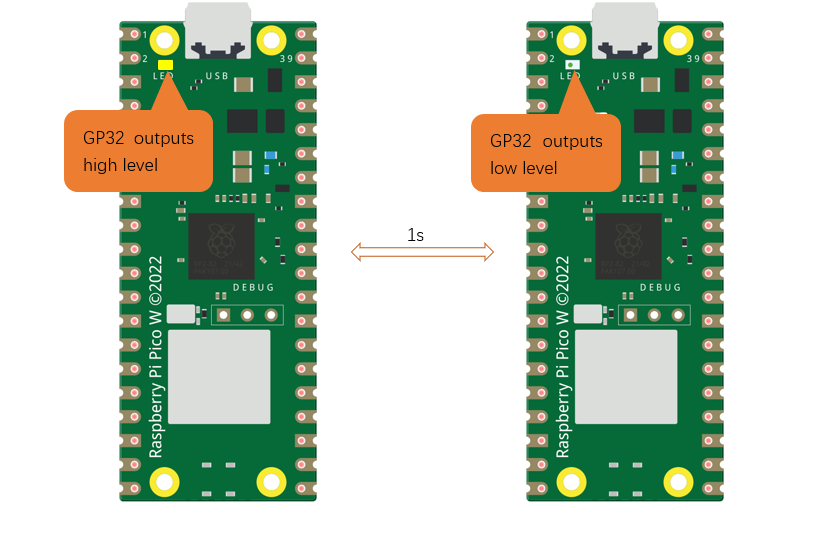 1
2
39
LED USB
GP32 outputs
high level
DEBUG
Raspberry Pi Pico W ©2022
1s
1
2
39
LED USB
GP32 outputs
low level
DEBUG
Raspberry Pi Pico W ©2022